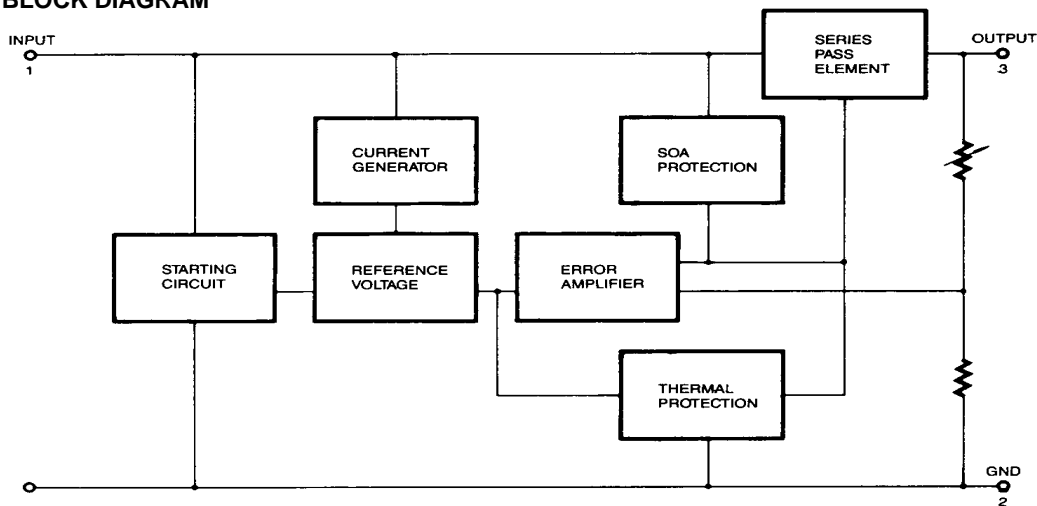 BLOCK DIAGRAM
INPUT
1
SERIES
PASS
ELEMENT
OUTPUT
3
CURRENT
GENERATOR
SOA
PROTECTION
STARTING
CIRCUIT
REFERENCE
VOLTAGE
ERROR
AMPLIFIER
THERMAL
PROTECTION
GND
2